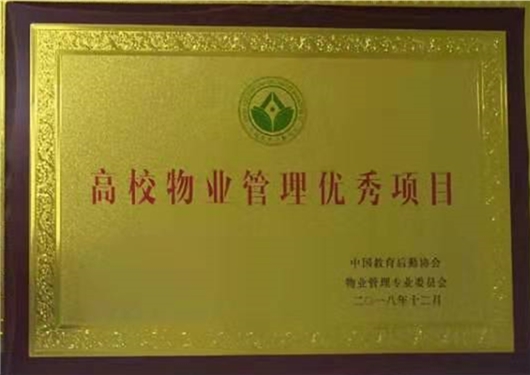 高校物业管理优秀项目
中国教育后勤协会
物业管理专业委员会
二〇一八年十二月